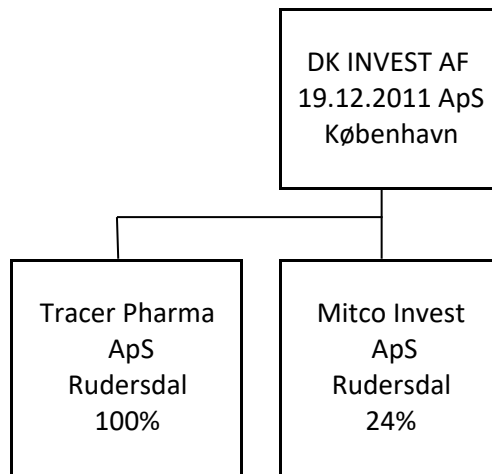 DK INVEST AF
19.12.2011 ApS
København
Tracer Pharma
ApS
Rudersdal
100%
Mitco Invest
ApS
Rudersdal
24%